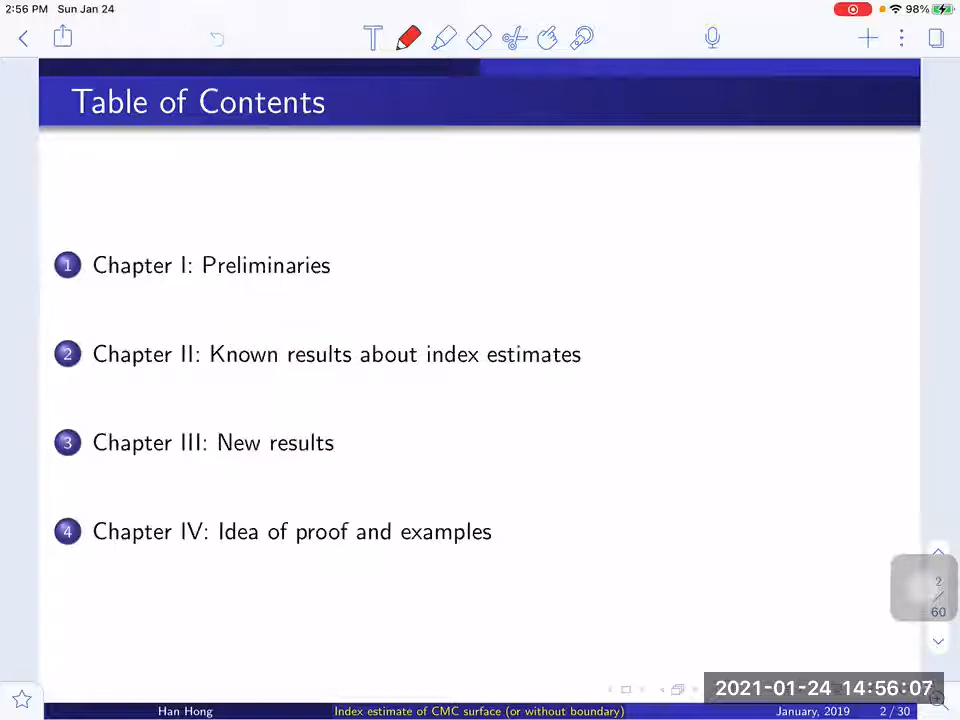 2:56 PM Sun Jan 24
98%
Table of Contents
1 Chapter I: Preliminaries
2 Chapter II: Known results about index estimates
3 Chapter III: New results
4 Chapter IV: Idea of proof and examples
2
/
60
2021-01-24 14:56:07
Han Hong Index estimate of CMC surface (or without boundary) January, 2019 2 / 30